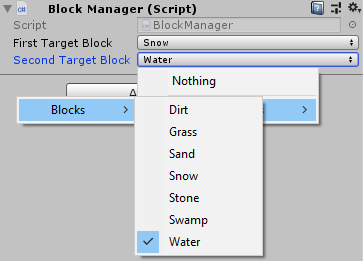 Block Manager (Script)
Script
BlockManager
First Target Block
Snow
Second Target Block
Water
Nothing
Blocks
Dirt
Grass
Sand
Snow
Stone
Swamp
Water